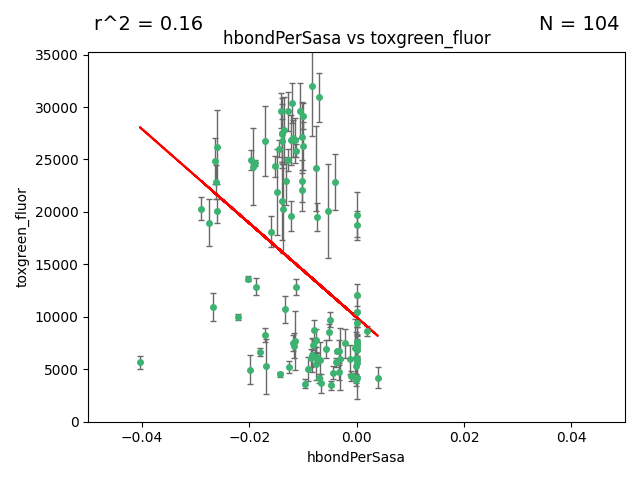 r^2 = 0.16
N = 104
hbondPerSasa vs toxgreen_fluor
toxgreen_fluor
35000
30000
25000
20000
15000
10000
5000
0
−0.04
−0.02
0.00
0.02
0.04
hbondPerSasa